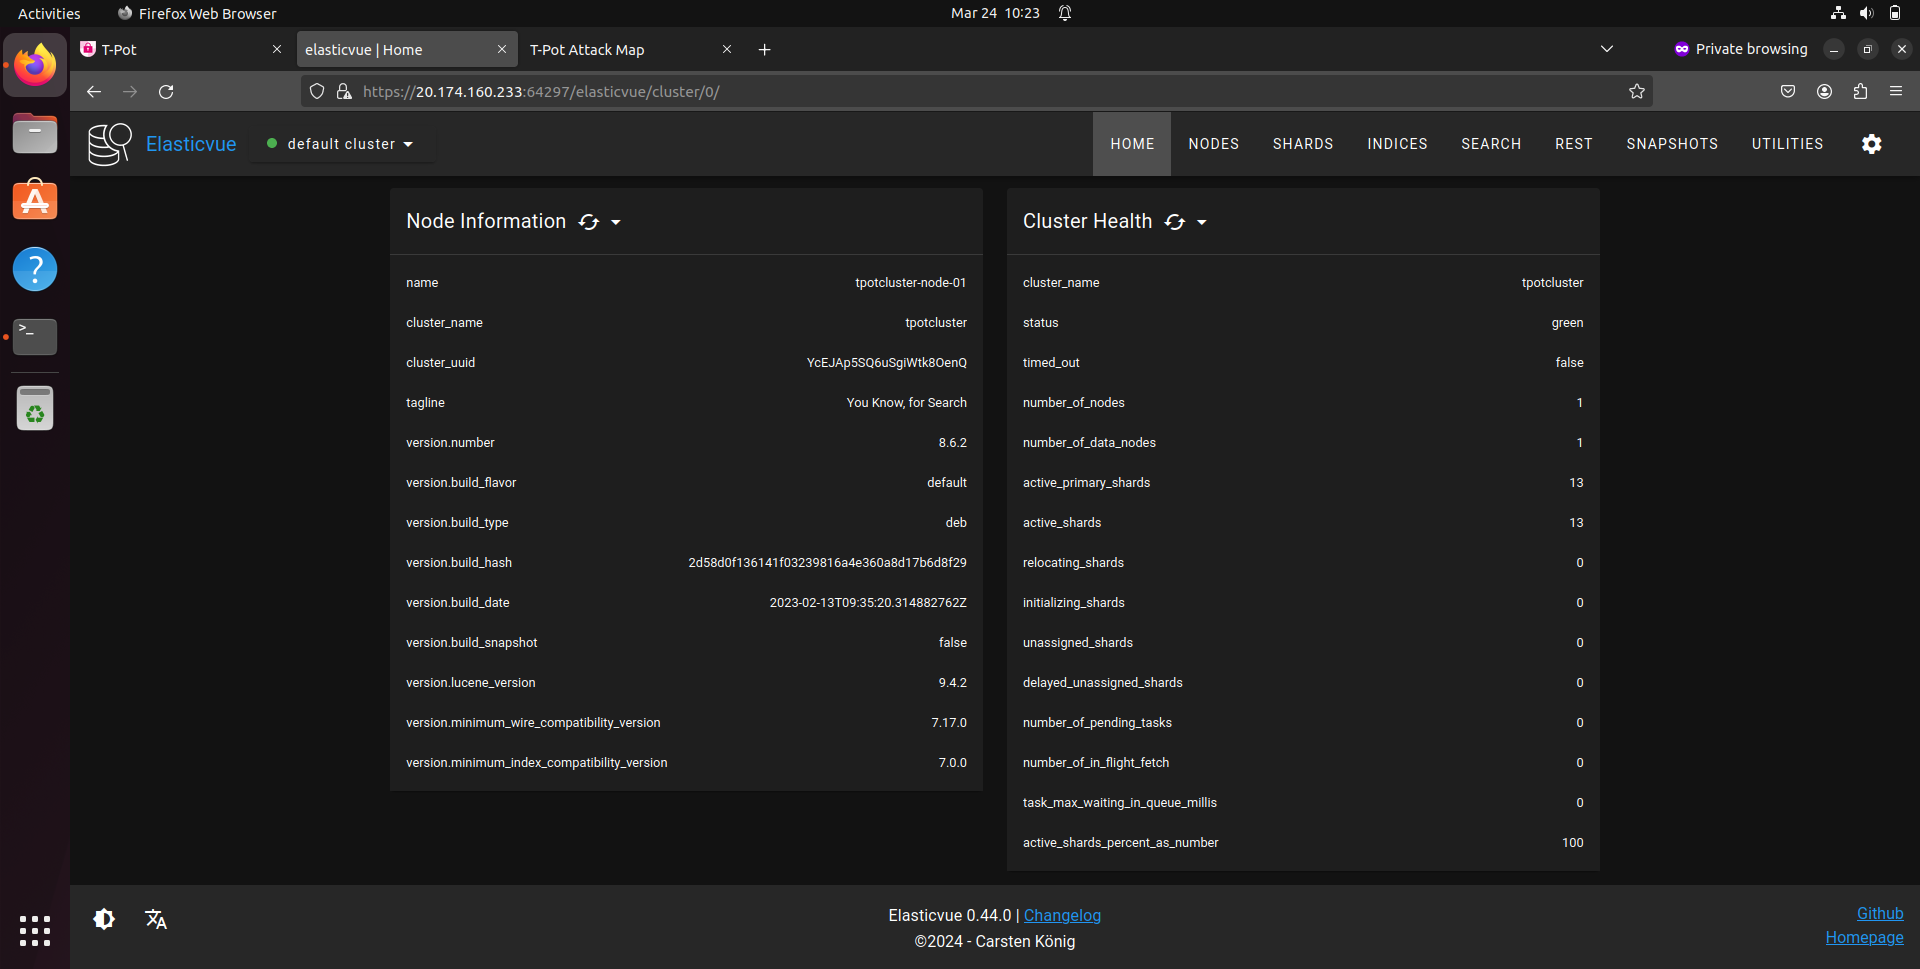 Activities
Firefox Web Browser
Mar 24 10:23
T-Pot
elasticvue | Home
T-Pot Attack Map
Private browsing
https://20.174.160.233:64297/elasticvue/cluster/0/
Elasticvue
default cluster
HOME
NODES
SHARDS
INDICES
SEARCH
REST
SNAPSHOTS
UTILITIES
Node Information
name tpotcluster-node-01
cluster_name tpotcluster
cluster_uuid YcEJAp5SQ6uSgiWtk8OenQ
tagline You Know, for Search
version.number 8.6.2
version.build_flavor default
version.build_type deb
version.build_hash 2d58d0f136141f03239816a4e360a8d17b6d8f29
version.build_date 2023-02-13T09:35:20.314882762Z
version.build_snapshot false
version.lucene_version 9.4.2
version.minimum_wire_compatibility_version 7.17.0
version.minimum_index_compatibility_version 7.0.0
Cluster Health
cluster_name tpotcluster
status green
timed_out false
number_of_nodes 1
number_of_data_nodes 1
active_primary_shards 13
active_shards 13
relocating_shards 0
initializing_shards 0
unassigned_shards 0
delayed_unassigned_shards 0
number_of_pending_tasks 0
number_of_in_flight_fetch 0
task_max_waiting_in_queue_millis 0
active_shards_percent_as_number 100
Elasticvue 0.44.0 | Changelog
©2024 - Carsten König
Github
Homepage